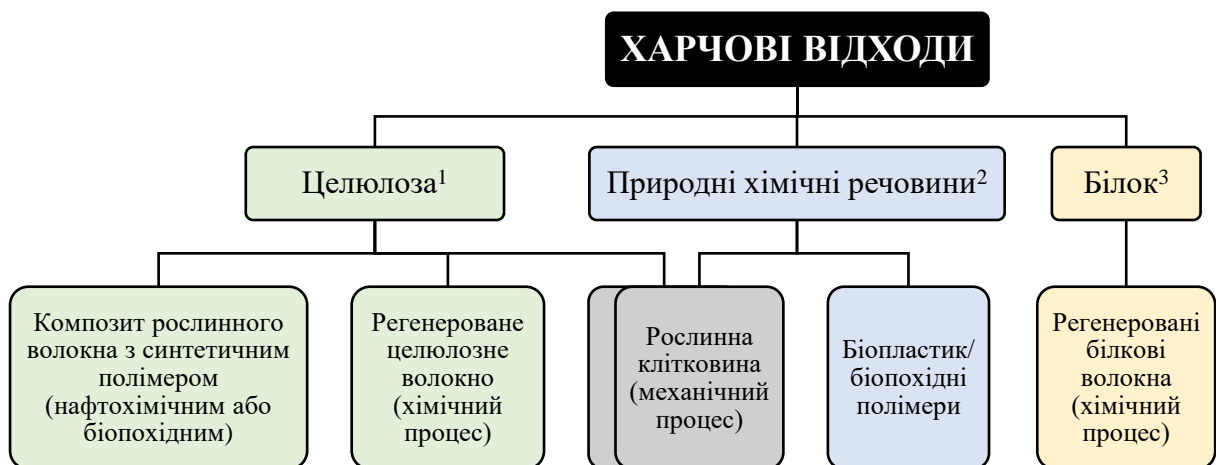 ХАРЧОВІ ВІДХОДИ
Целюлоза¹
Природні хімічні речовини²
Білок³
Композит рослинного
волокна з синтетичним
полімером
(нафтохімічним або
біопохідним)
Регенероване
целюлозне
волокно
(хімічний
процес)
Рослинна
клітковина
(механічний
процес)
Біопластик/
біопохідні
полімери
Регенеровані
білкові
волокна
(хімічний
процес)